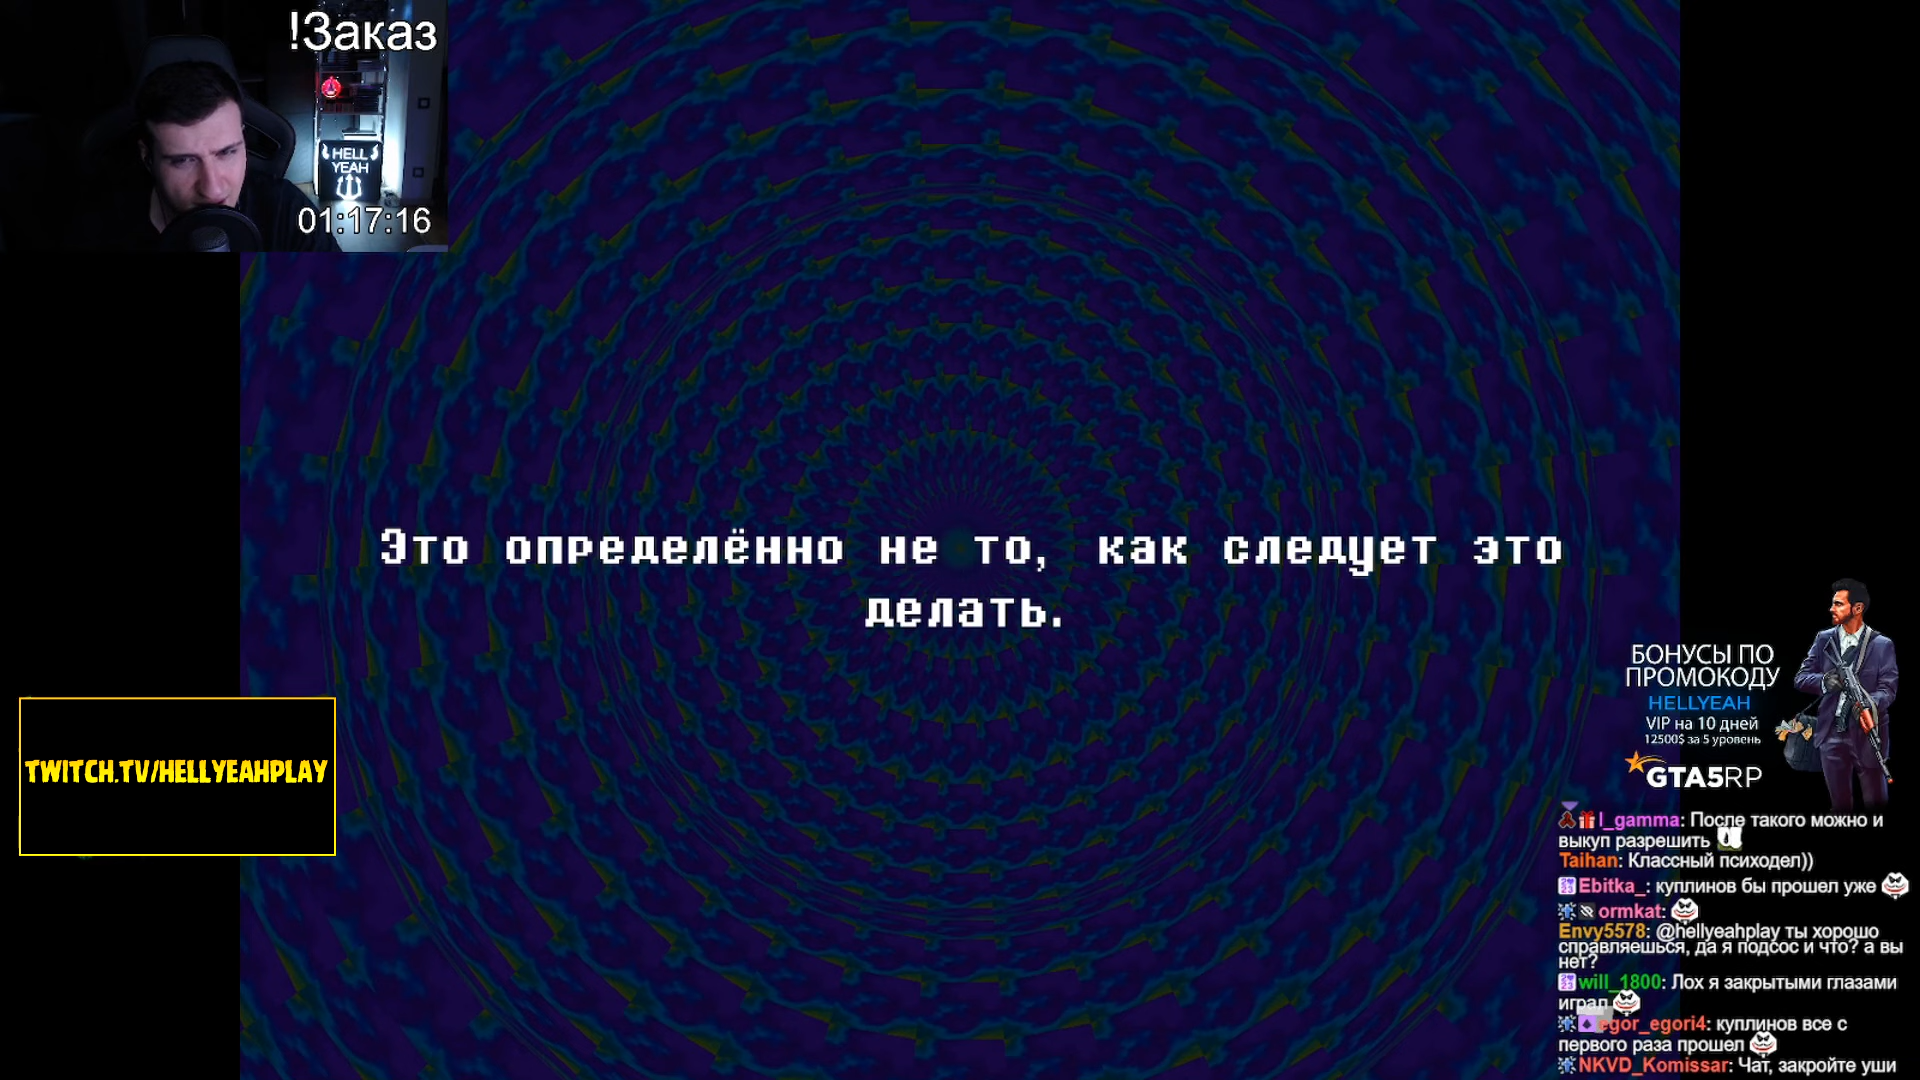 !Заказ
HELL
YEAH
01:17:16
Это определённо не то, как следует это
делать.
TWITCH.TV/HELLYEAHPLAY
БОНУСЫ ПО
ПРОМОКОДУ
HELLYEAH
VIP на 10 дней
12500$ за 5 уровень
GTA5RP
l_gamma: После такого можно и
выкуп разрешить
Taihan: Классный психодел))
Ebitka_: куплинов бы прошел уже
ormkat:
Envy5578: @hellyeahplay ты хорошо
справляешься, да я подсос и что? а вы
нет?
will_1800: Лох я закрытыми глазами
играл
egor_egori4: куплинов все с
первого раза прошел
NKVD_Komissar: Чат, закройте уши